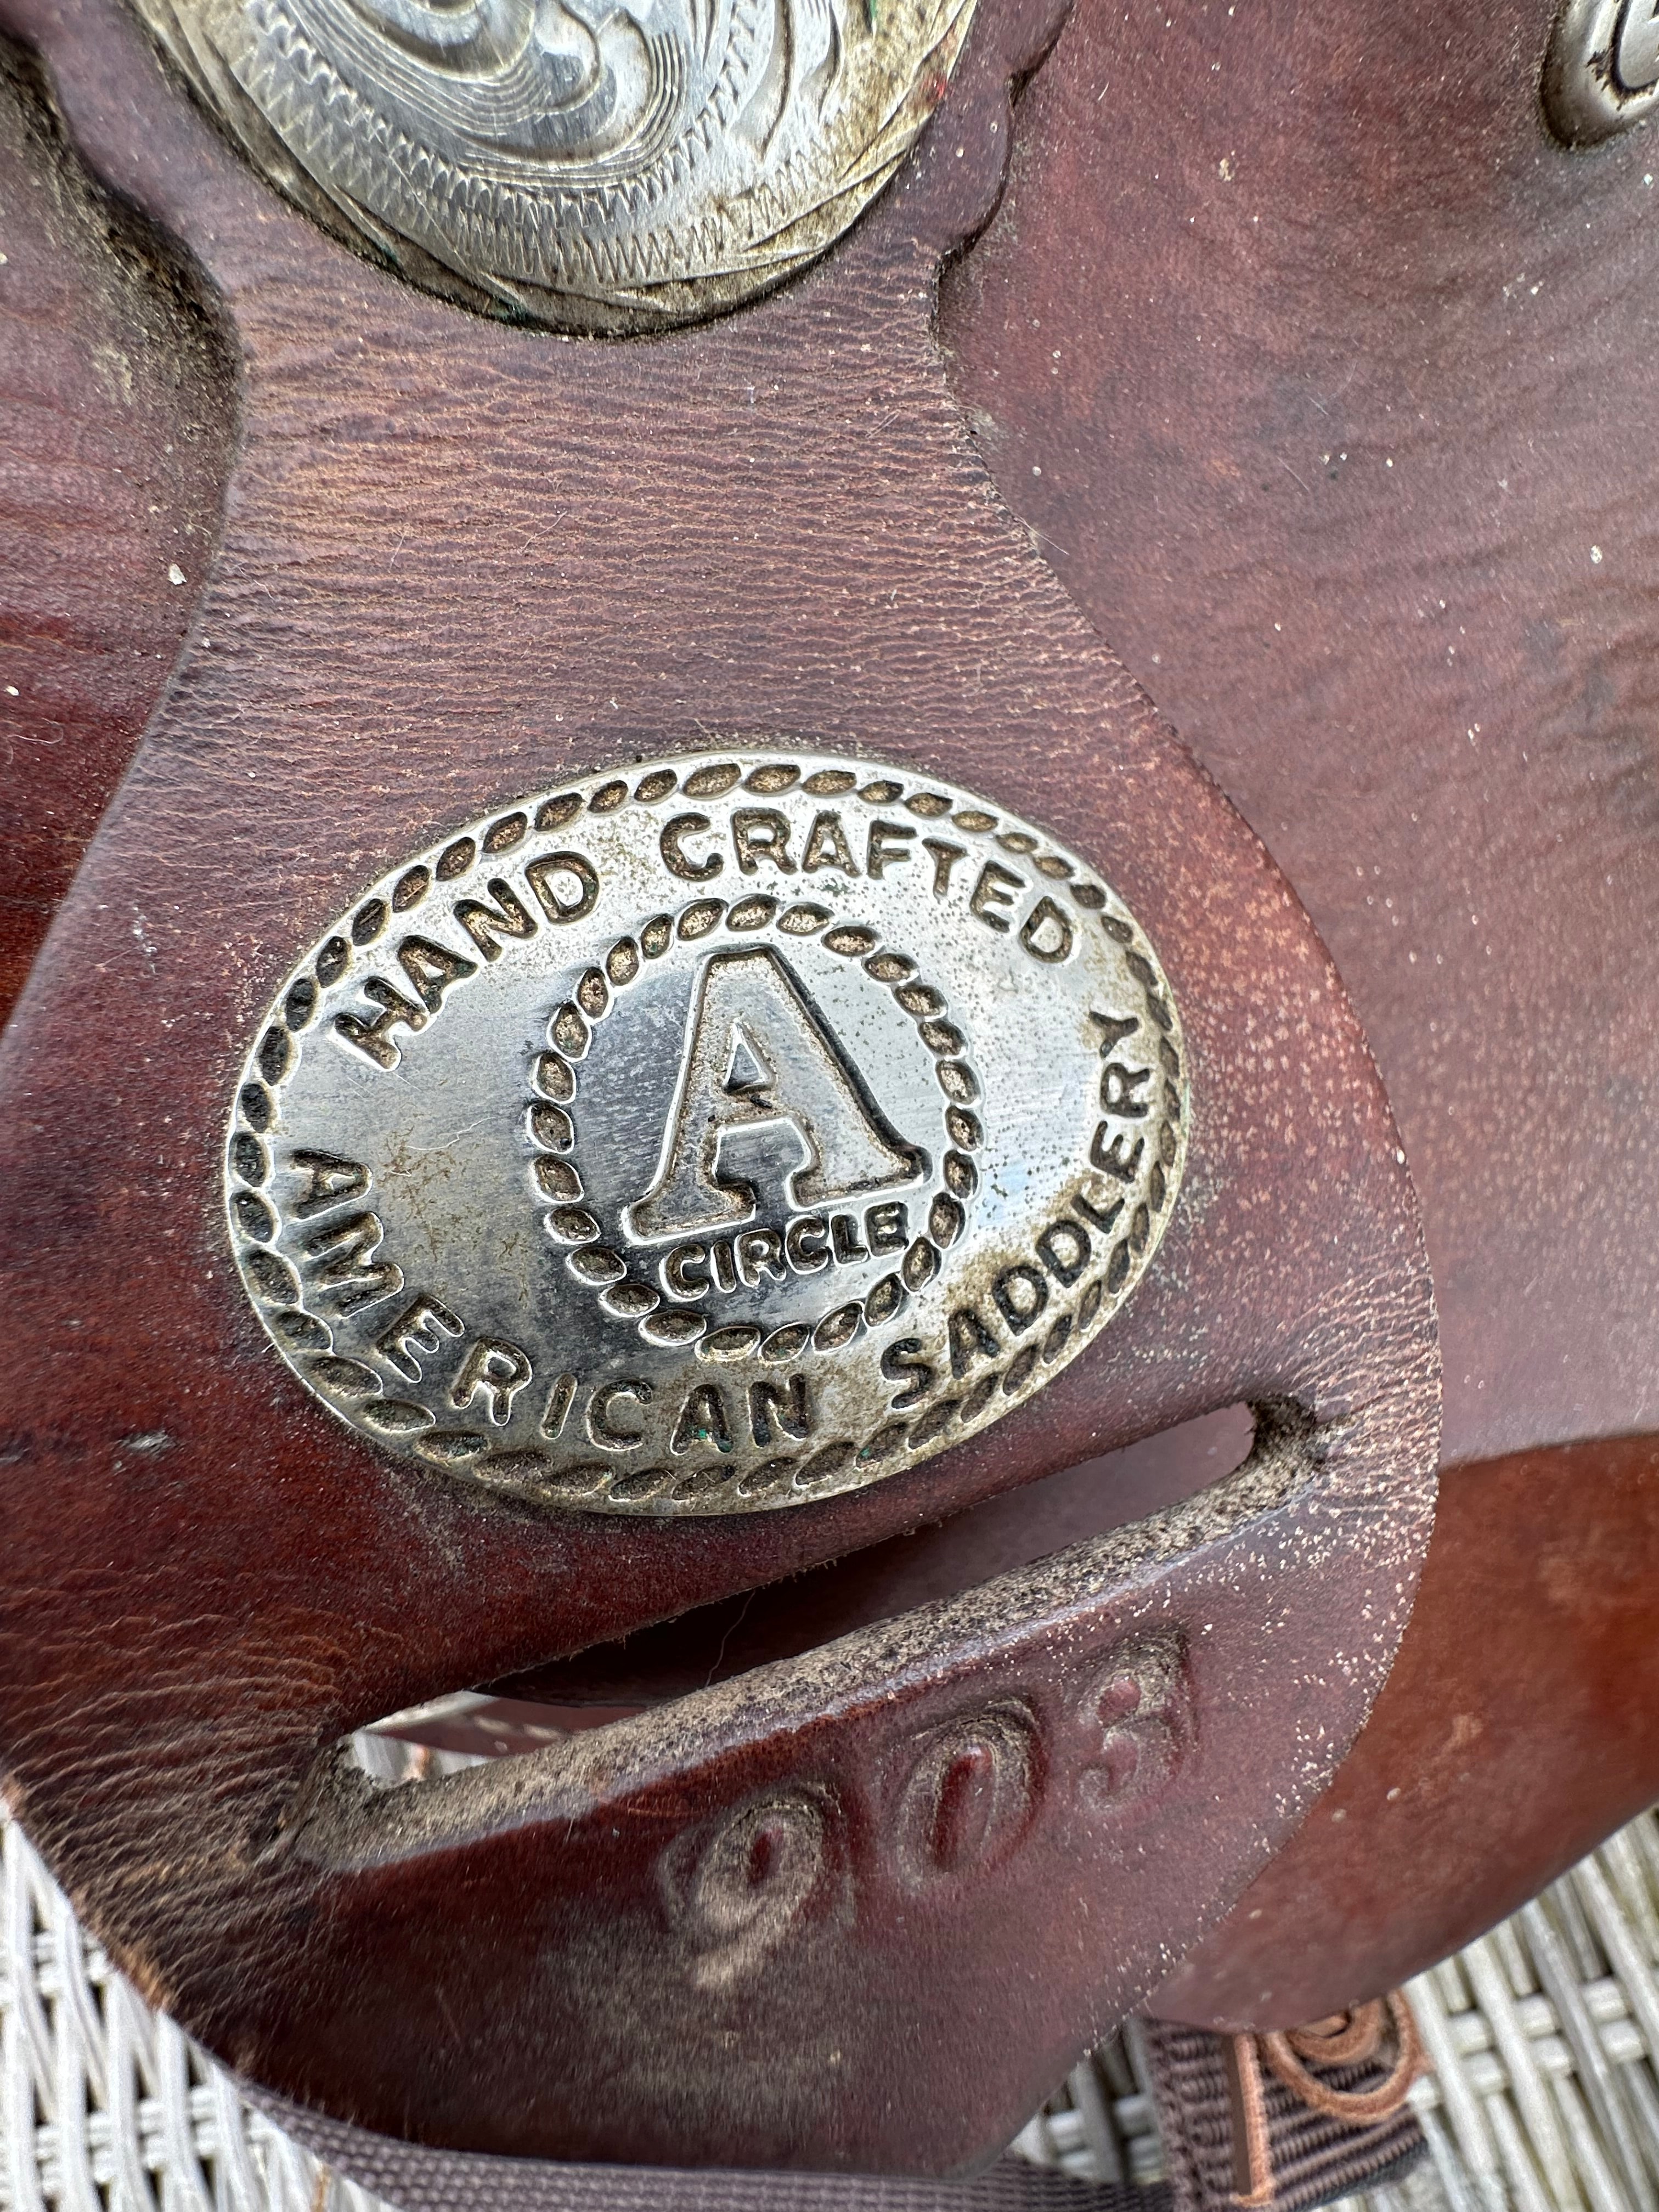 HAND CRAFTED
A
CIRCLE
AMERICAN SADDLERY
903